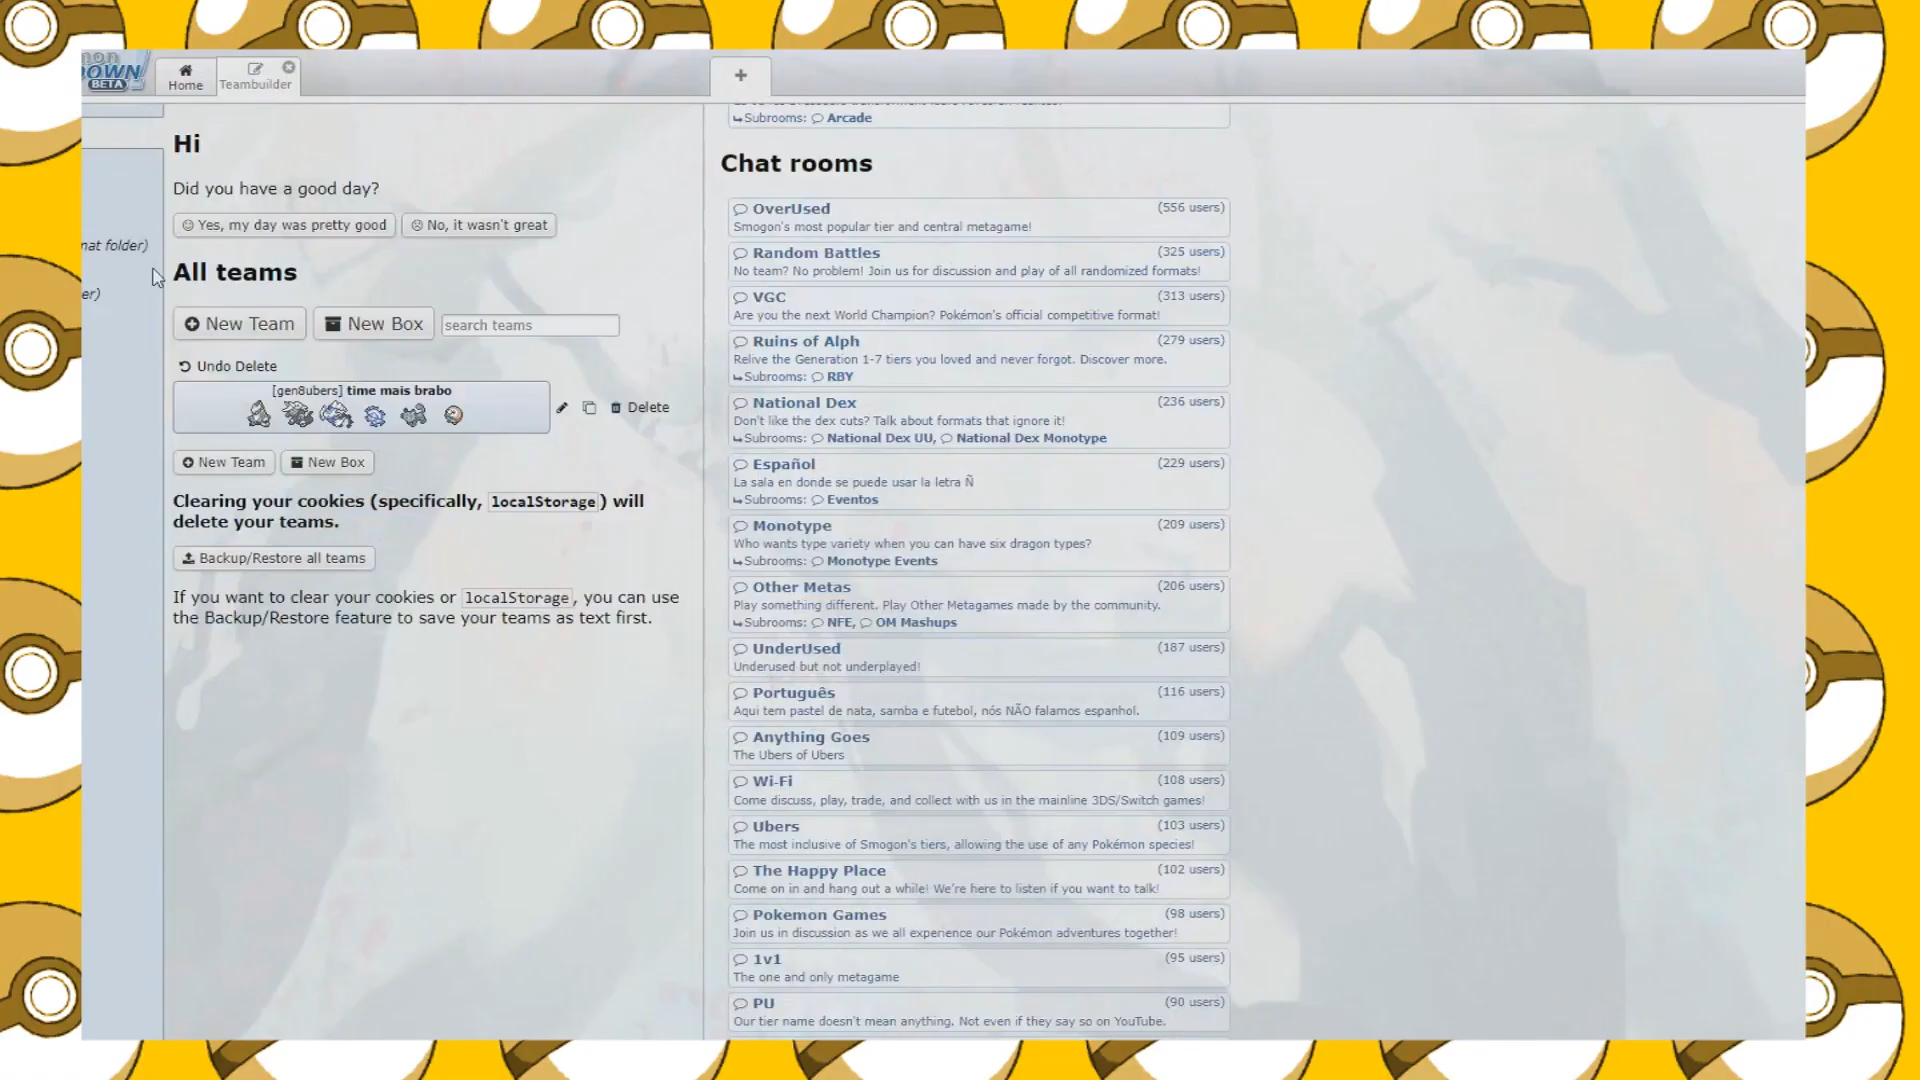 mon
OWN
BETA
Home
Teambuilder
Hi
Did you have a good day?
Yes, my day was pretty good
No, it wasn't great
nat folder)
er)
All teams
New Team
New Box
search teams
Undo Delete
[gen8ubers] time mais brabo
Delete
New Team
New Box
Clearing your cookies (specifically, localStorage) will
delete your teams.
Backup/Restore all teams
If you want to clear your cookies or localStorage, you can use
the Backup/Restore feature to save your teams as text first.
Subrooms: Arcade
Chat rooms
OverUsed (556 users)
Smogon's most popular tier and central metagame!
Random Battles (325 users)
No team? No problem! Join us for discussion and play of all randomized formats!
VGC (313 users)
Are you the next World Champion? Pokémon's official competitive format!
Ruins of Alph (279 users)
Relive the Generation 1-7 tiers you loved and never forgot. Discover more.
Subrooms: RBY
National Dex (236 users)
Don't like the dex cuts? Talk about formats that ignore it!
Subrooms: National Dex UU, National Dex Monotype
Español (229 users)
La sala en donde se puede usar la letra Ñ
Subrooms: Eventos
Monotype (209 users)
Who wants type variety when you can have six dragon types?
Subrooms: Monotype Events
Other Metas (206 users)
Play something different. Play Other Metagames made by the community.
Subrooms: NFE, OM Mashups
UnderUsed (187 users)
Underused but not underplayed!
Português (116 users)
Aqui tem pastel de nata, samba e futebol, nós NÃO falamos espanhol.
Anything Goes (109 users)
The Ubers of Ubers
Wi-Fi (108 users)
Come discuss, play, trade, and collect with us in the mainline 3DS/Switch games!
Ubers (103 users)
The most inclusive of Smogon's tiers, allowing the use of any Pokémon species!
The Happy Place (102 users)
Come on in and hang out a while! We're here to listen if you want to talk!
Pokemon Games (98 users)
Join us in discussion as we all experience our Pokémon adventures together!
1v1 (95 users)
The one and only metagame
PU (90 users)
Our tier name doesn't mean anything. Not even if they say so on YouTube.